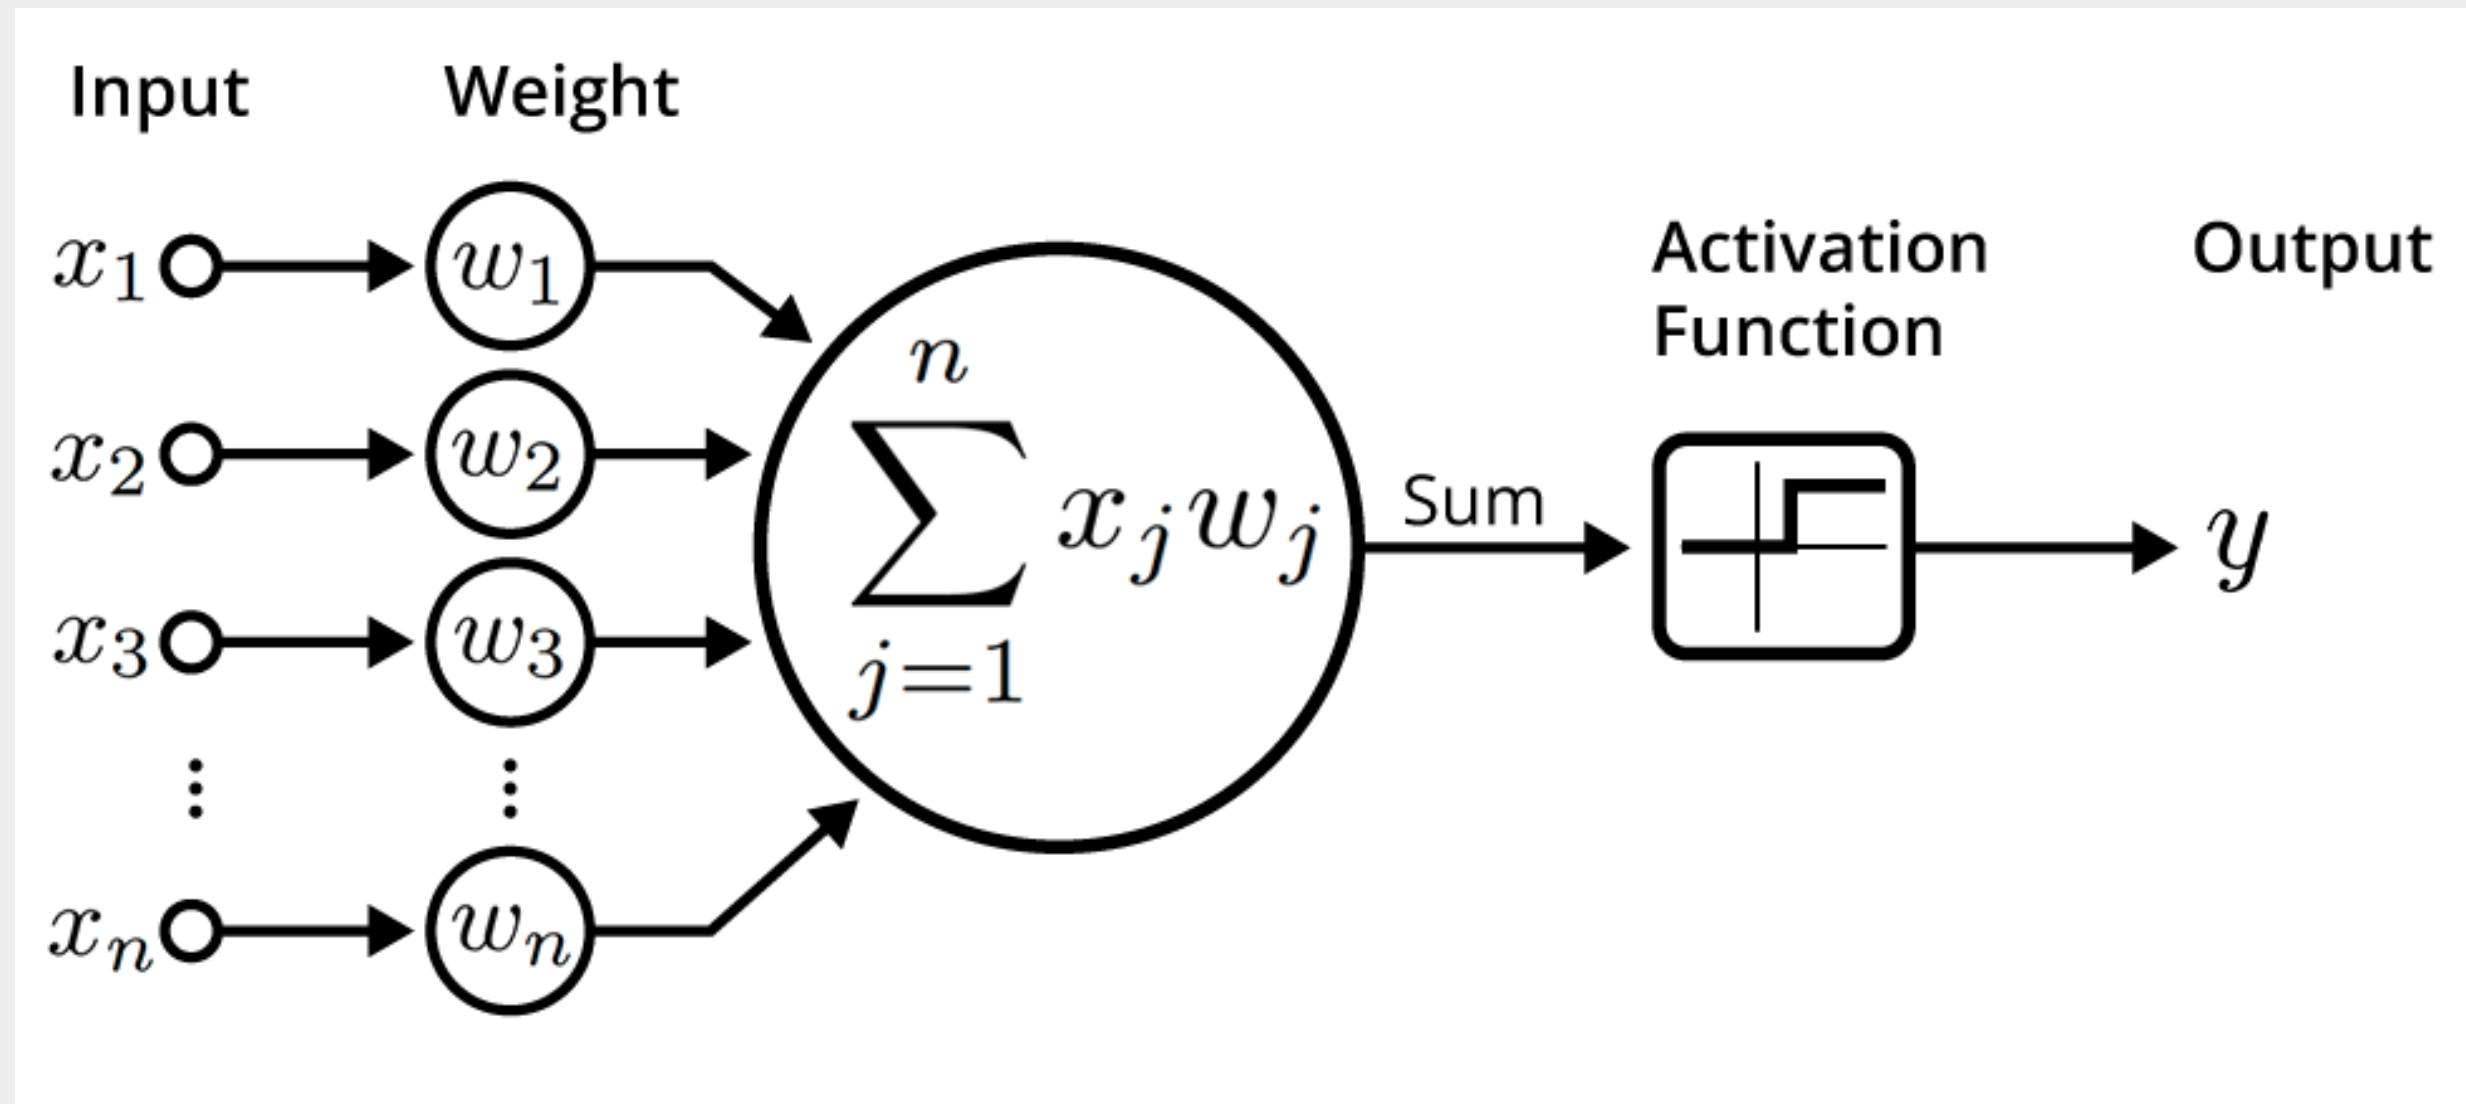 Input
Weight
x₁
w₁
x₂
w₂
x₃
w₃
⋮
⋮
xₙ
wₙ
n
∑ xⱼwⱼ
j=1
Sum
Activation
Function
Output
y